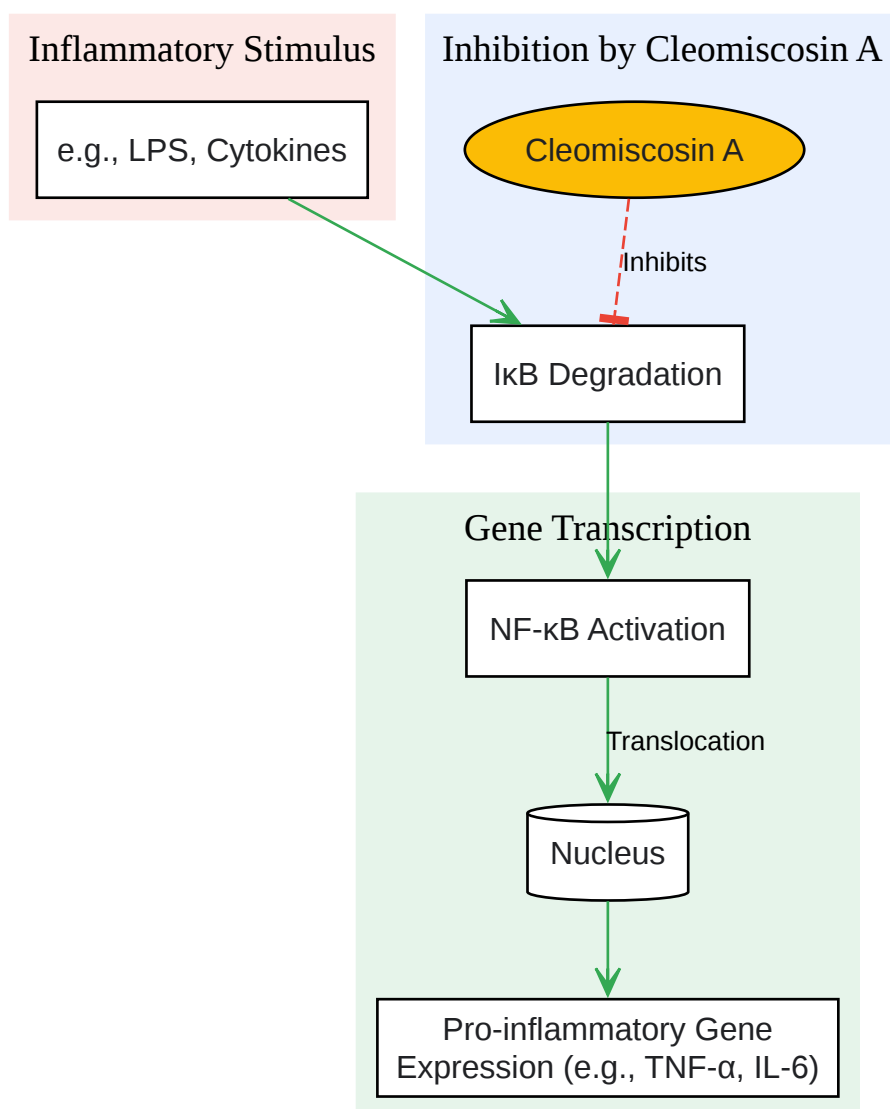 Inflammatory Stimulus
e.g., LPS, Cytokines
Inhibition by Cleomiscosin A
Cleomiscosin A
Inhibits
IκB Degradation
Gene Transcription
NF-κB Activation
Translocation
Nucleus
Pro-inflammatory Gene
Expression (e.g., TNF-α, IL-6)